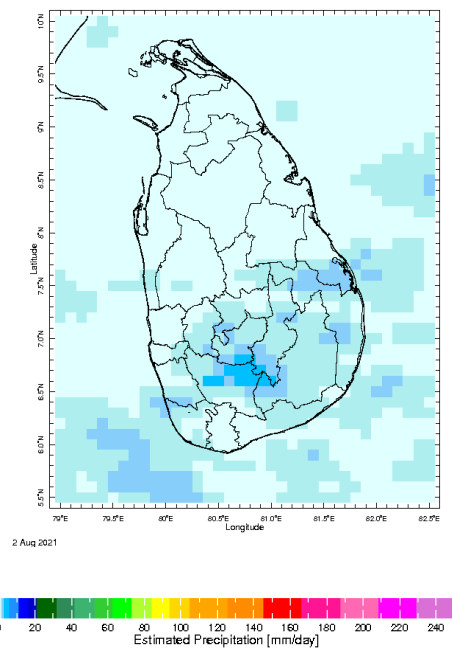 10°N
9.5°N
9°N
8.5°N
8°N
7.5°N
7.0°N
6.5°N
6.0°N
5.5°N
Latitude
79°E 79.5°E 80°E 80.5°E 81.0°E 81.5°E 82.0°E 82.5°E
Longitude
2 Aug 2021
20 40 60 80 100 120 140 160 180 200 220 240
Estimated Precipitation [mm/day]